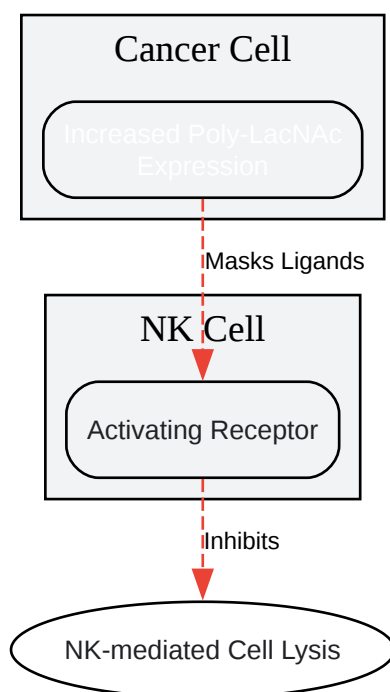 Cancer Cell
Increased Poly-LacNAc
Expression
Masks Ligands
NK Cell
Activating Receptor
Inhibits
NK-mediated Cell Lysis